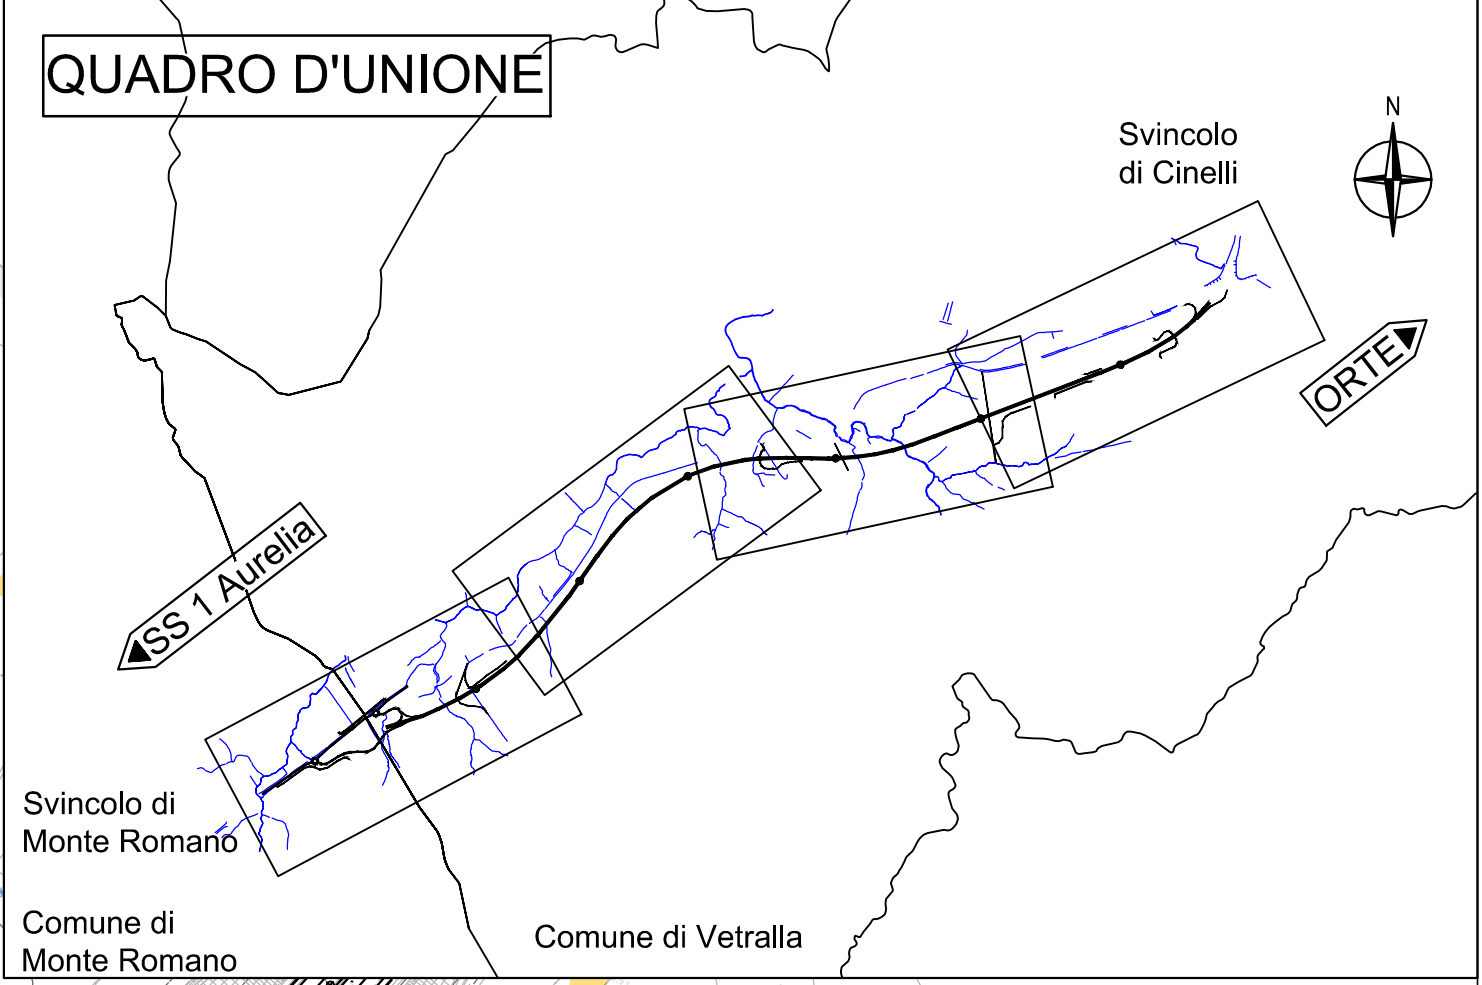 QUADRO D'UNIONE
N
Svincolo
di Cinelli
ORTE
SS 1 Aurelia
Svincolo di
Monte Romano
Comune di
Monte Romano
Comune di Vetralla